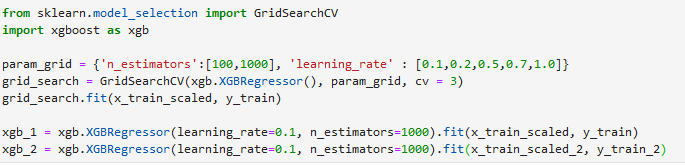 from sklearn.model_selection import GridSearchCV
import xgboost as xgb
param_grid = {'n_estimators':[100,1000], 'learning_rate' : [0.1,0.2,0.5,0.7,1.0]}
grid_search = GridSearchCV(xgb.XGBRegressor(), param_grid, cv = 3)
grid_search.fit(x_train_scaled, y_train)
xgb_1 = xgb.XGBRegressor(learning_rate=0.1, n_estimators=1000).fit(x_train_scaled, y_train)
xgb_2 = xgb.XGBRegressor(learning_rate=0.1, n_estimators=1000).fit(x_train_scaled_2, y_train_2)